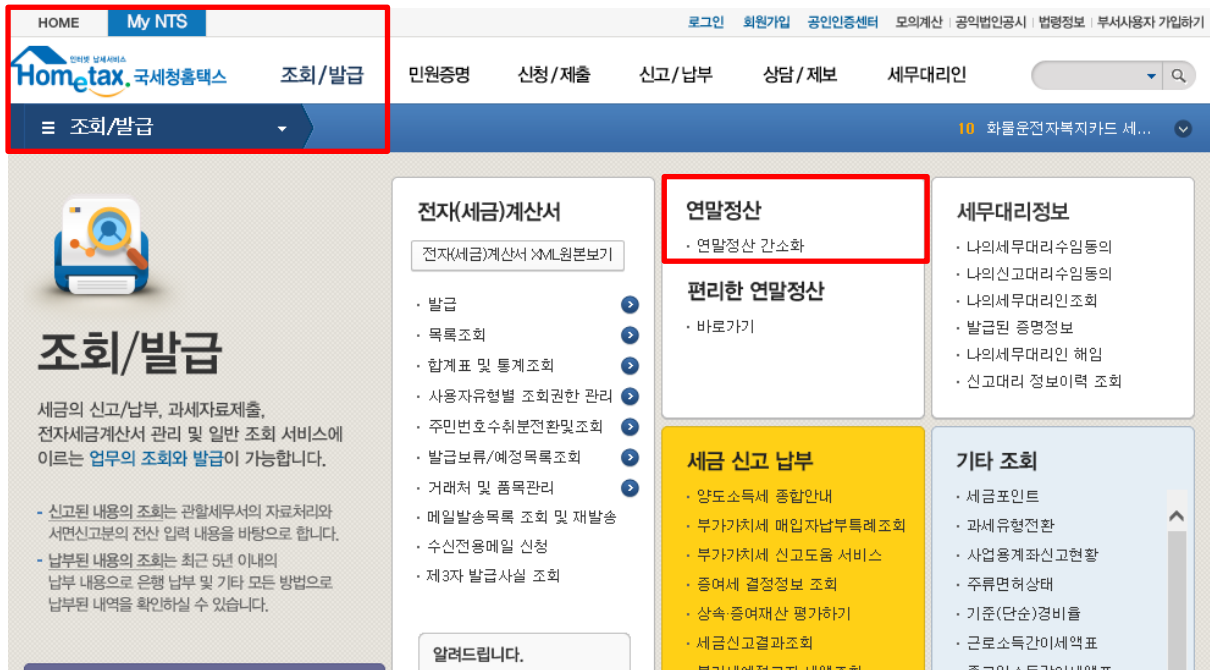 HOME
My NTS
로그인 회원가입 공인인증센터 모의계산 공익법인공시 법령정보 부서사용자 가입하기
인터넷 납세서비스
Hometax. 국세청홈택스
조회/발급 민원증명 신청/제출 신고/납부 상담/제보 세무대리인
≡ 조회/발급
10 화물운전자복지카드 세...
조회/발급
세금의 신고/납부, 과세자료제출,
전자세금계산서 관리 및 일반 조회 서비스에
이르는 업무의 조회와 발급이 가능합니다.
- 신고된 내용의 조회는 관할세무서의 자료처리와
서면신고분의 전산 입력 내용을 바탕으로 합니다.
- 납부된 내용의 조회는 최근 5년 이내의
납부 내용으로 은행 납부 및 기타 모든 방법으로
납부된 내역을 확인하실 수 있습니다.
전자(세금)계산서
전자(세금)계산서 XML원본보기
· 발급
· 목록조회
· 합계표 및 통계조회
· 사용자유형별 조회권한 관리
· 주민번호수취분전환및조회
· 발급보류/예정목록조회
· 거래처 및 품목관리
· 메일발송목록 조회 및 재발송
· 수신전용메일 신청
· 제3자 발급사실 조회
알려드립니다.
연말정산
· 연말정산 간소화
편리한 연말정산
· 바로가기
세무대리정보
· 나의세무대리수임동의
· 나의신고대리수임동의
· 나의세무대리인조회
· 발급된 증명정보
· 나의세무대리인 해임
· 신고대리 정보이력 조회
세금 신고 납부
· 양도소득세 종합안내
· 부가가치세 매입자납부특례조회
· 부가가치세 신고도움 서비스
· 증여세 결정정보 조회
· 상속·증여재산 평가하기
· 세금신고결과조회
기타 조회
· 세금포인트
· 과세유형전환
· 사업용계좌신고현황
· 주류면허상태
· 기준(단순)경비율
· 근로소득간이세액표